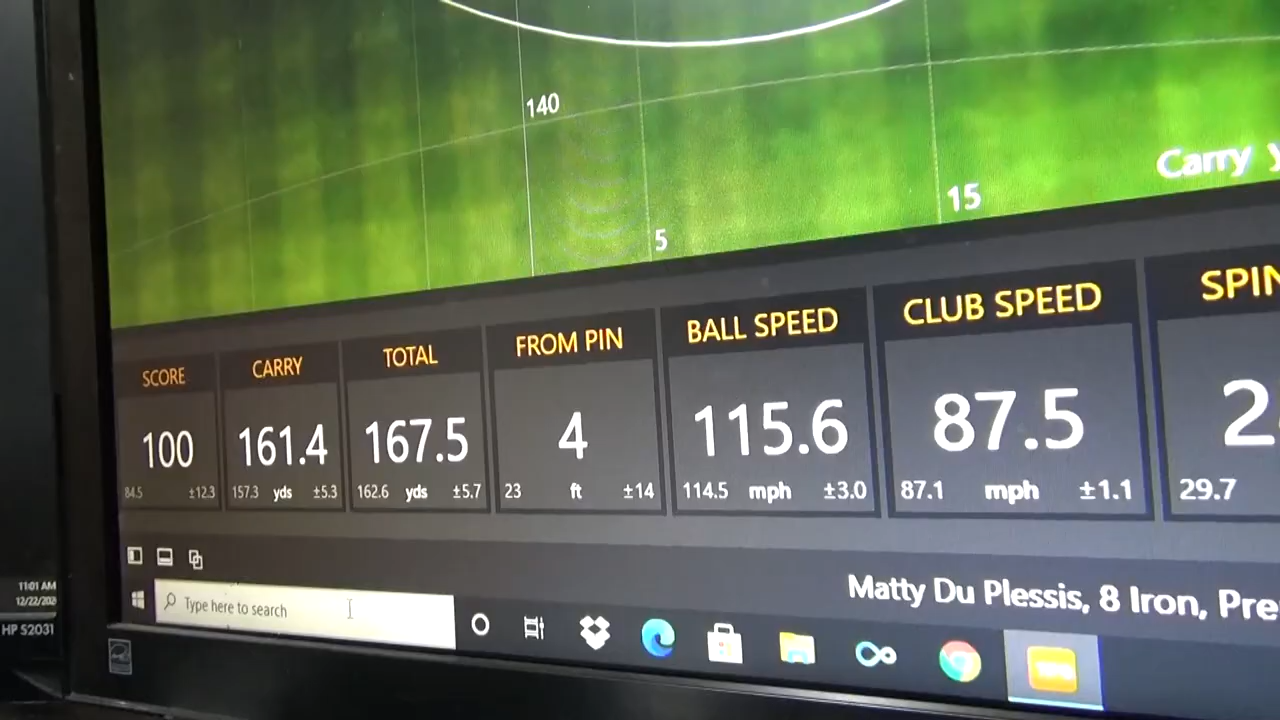 140
Carry
15
5
SCORE
100
84.5 ±12.3
CARRY
161.4
157.3 yds ±5.3
TOTAL
167.5
162.6 yds ±5.7
FROM PIN
4
23 ft ±14
BALL SPEED
115.6
114.5 mph ±3.0
CLUB SPEED
87.5
87.1 mph ±1.1
SPIN
2
29.7
Matty Du Plessis, 8 Iron, Pre
Type here to search
11:01 AM
HP S2031